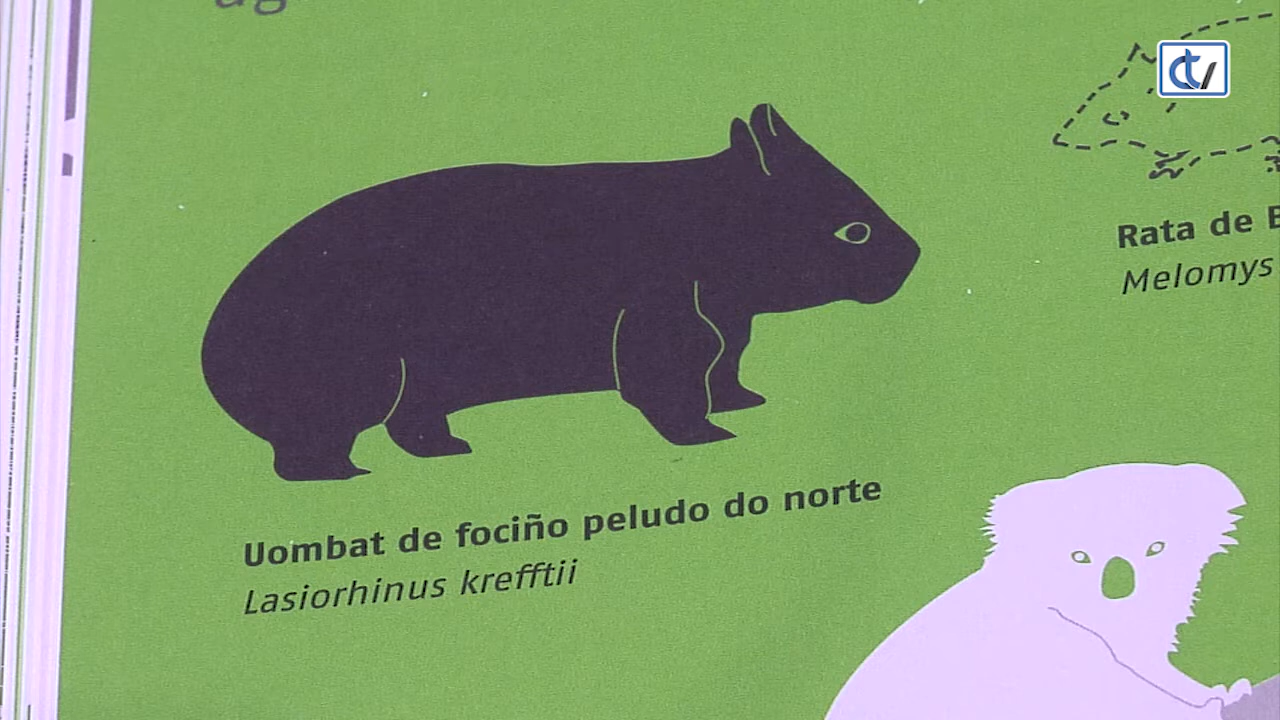 Uombat de fociño peludo do norte
Lasiorhinus krefftii
Rata de
Melomys